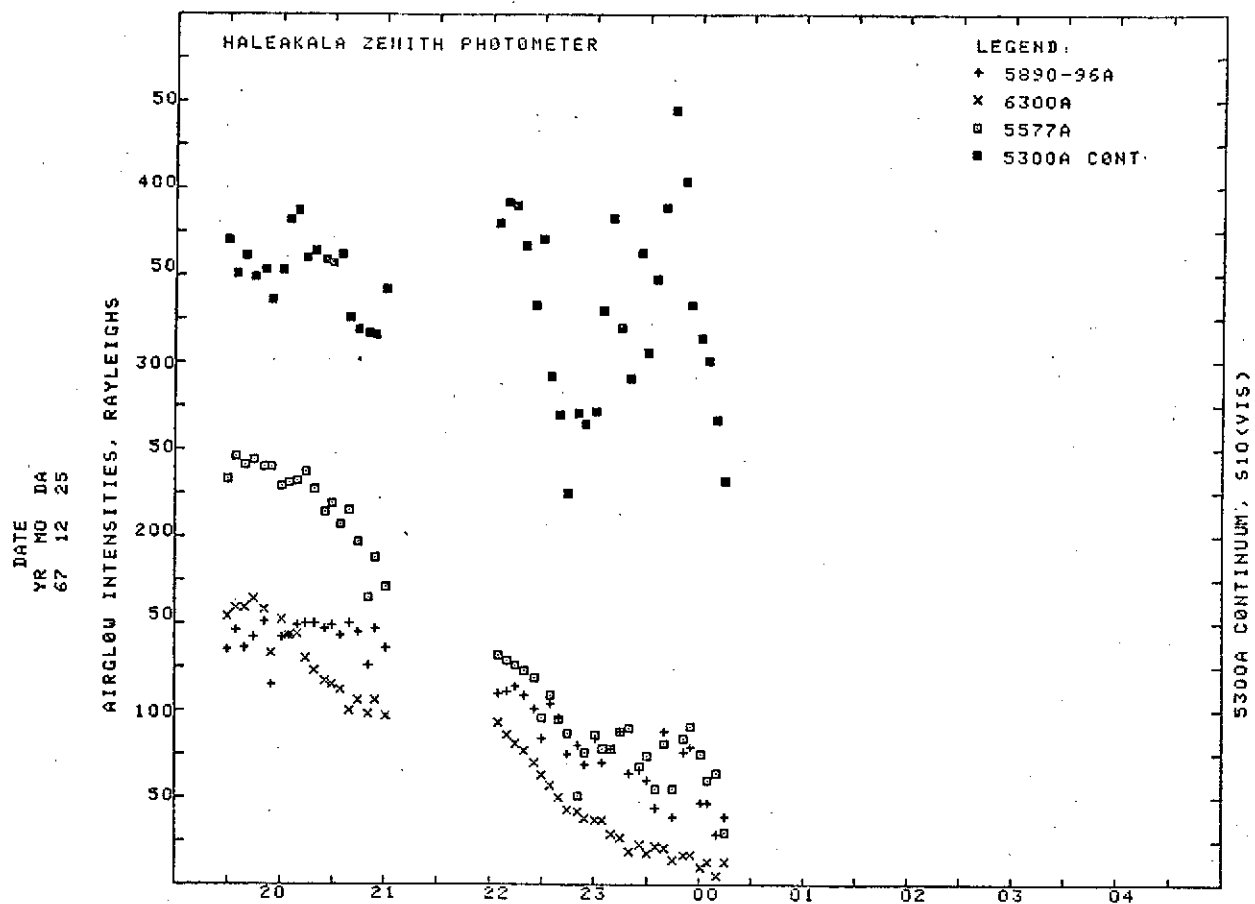 HALEAKALA ZENITH PHOTOMETER
LEGEND:
+ 5890-96A
× 6300A
5577A
■ 5300A CONT
50
400
50
300
50
200
50
100
50
AIRGLOW INTENSITIES, RAYLEIGHS
DATE
YR MO DA
67 12 25
5300A CONTINUUM, S10(VIS)
20
21
22
23
00
01
02
03
04